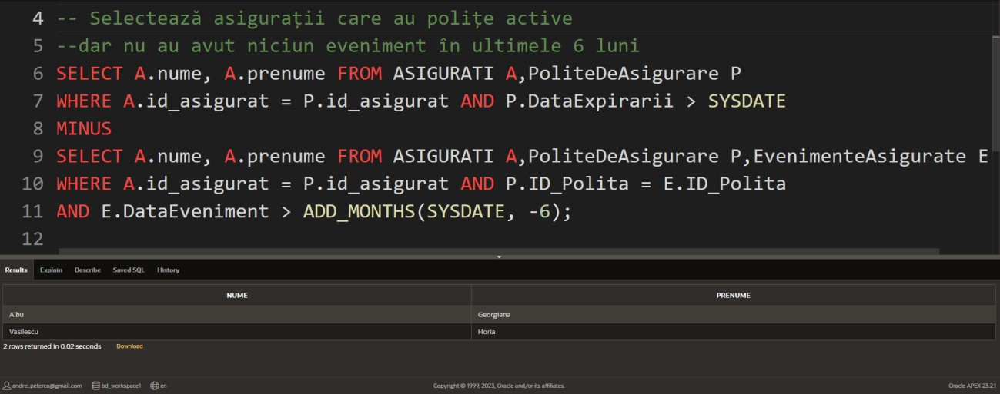 4 -- Selectează asigurații care au polițe active
5 --dar nu au avut niciun eveniment în ultimele 6 luni
6 SELECT A.nume, A.prenume FROM ASIGURATI A,PoliteDeAsigurare P
7 WHERE A.id_asigurat = P.id_asigurat AND P.DataExpirarii > SYSDATE
8 MINUS
9 SELECT A.nume, A.prenume FROM ASIGURATI A,PoliteDeAsigurare P,EvenimenteAsigurate E
10 WHERE A.id_asigurat = P.id_asigurat AND P.ID_Polita = E.ID_Polita
11 AND E.DataEveniment > ADD_MONTHS(SYSDATE, -6);
12
Results Explain Describe Saved SQL History
NUME PRENUME
Albu Georgiana
Vasilescu Horia
2 rows returned in 0.02 seconds Download
andrei.peterca@gmail.com bd_workspace1 en Copyright © 1999, 2023, Oracle and/or its affiliates. Oracle APEX 23.2.1